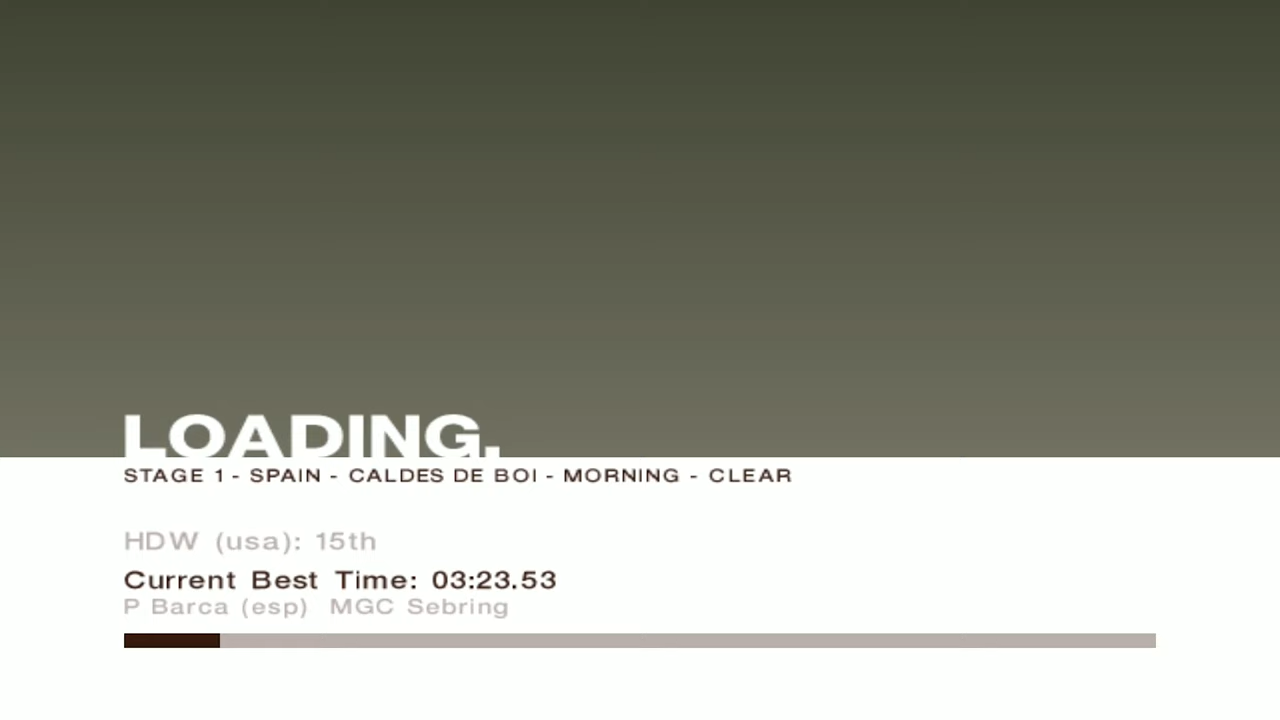 LOADING.
STAGE 1 - SPAIN - CALDES DE BOI - MORNING - CLEAR
HDW (usa): 15th
Current Best Time: 03:23.53
P Barca (esp) MGC Sebring